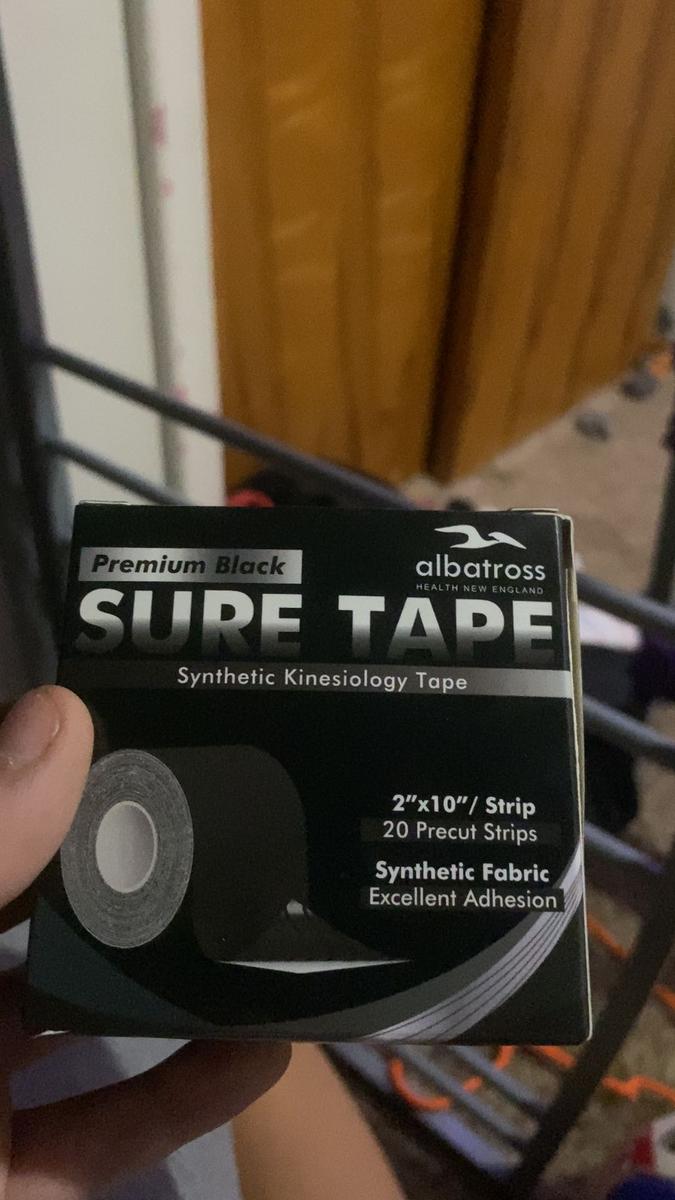 Premium Black
albatross
HEALTH NEW ENGLAND
SURE TAPE
Synthetic Kinesiology Tape
2”x10”/ Strip
20 Precut Strips
Synthetic Fabric
Excellent Adhesion